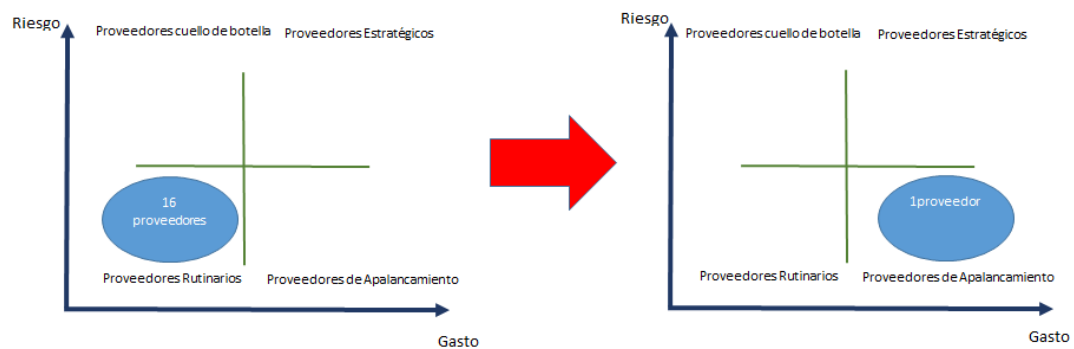 Riesgo
Proveedores cuello de botella
Proveedores Estratégicos
16
proveedores
Proveedores Rutinarios
Proveedores de Apalancamiento
Gasto
Riesgo
Proveedores cuello de botella
Proveedores Estratégicos
1proveedor
Proveedores Rutinarios
Proveedores de Apalancamiento
Gasto